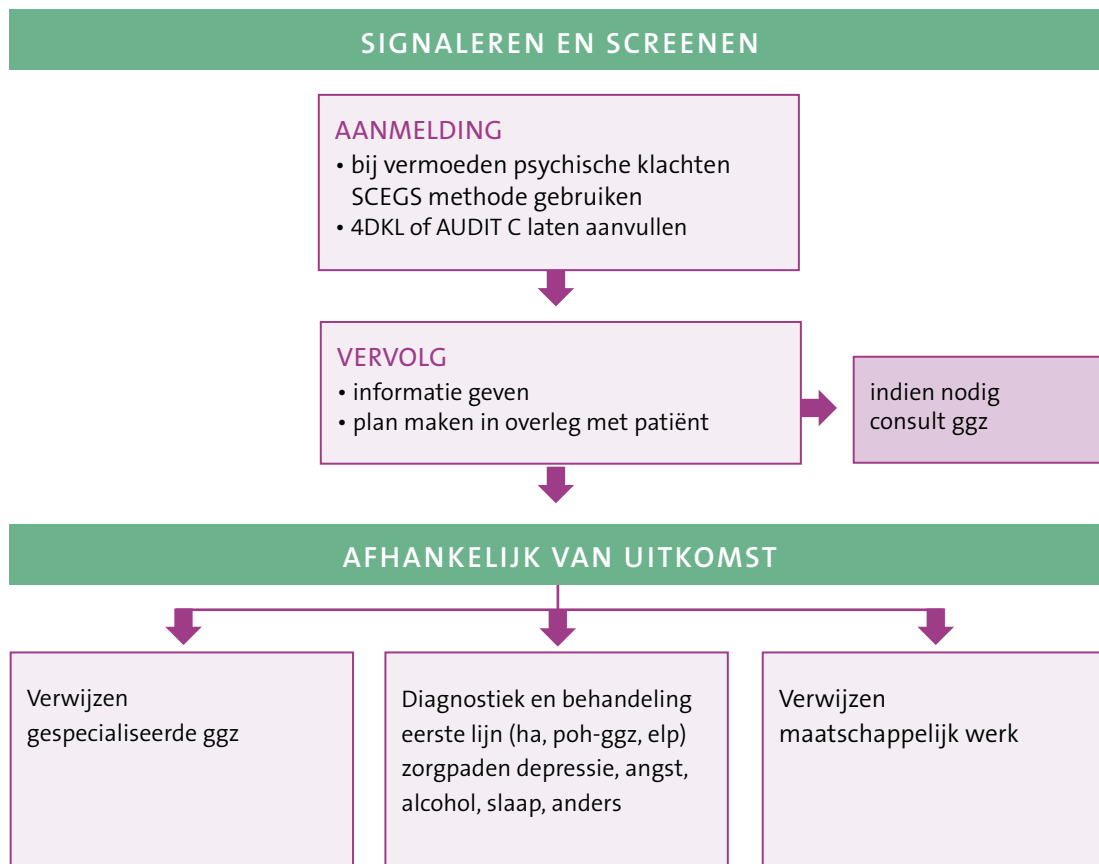 SIGNALEREN EN SCREENEN
AANMELDING
• bij vermoeden psychische klachten
SCEGS methode gebruiken
• 4DKL of AUDIT C laten aanvullen
VERVOLG
• informatie geven
• plan maken in overleg met patiënt
indien nodig
consult ggz
AFHANKELIJK VAN UITKOMST
Verwijzen
gespecialiseerde ggz
Diagnostiek en behandeling
eerste lijn (ha, poh-ggz, elp)
zorgpaden depressie, angst,
alcohol, slaap, anders
Verwijzen
maatschappelijk werk